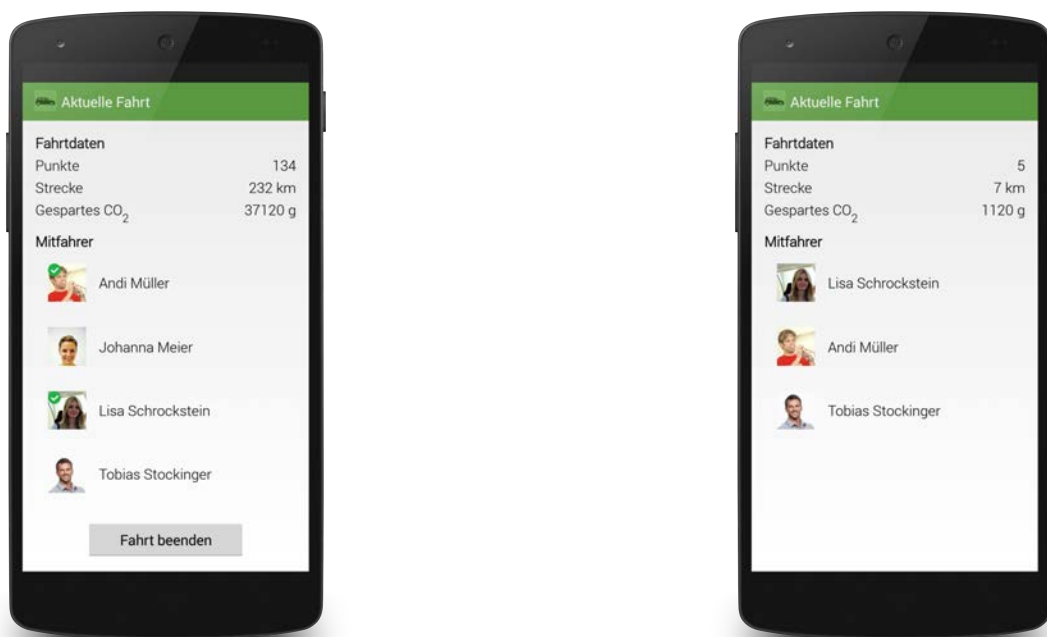 Aktuelle Fahrt
Fahrtdaten
Punkte 134
Strecke 232 km
Gespartes CO₂ 37120 g
Mitfahrer
Andi Müller
Johanna Meier
Lisa Schrockstein
Tobias Stockinger
Fahrt beenden
Aktuelle Fahrt
Fahrtdaten
Punkte 5
Strecke 7 km
Gespartes CO₂ 1120 g
Mitfahrer
Lisa Schrockstein
Andi Müller
Tobias Stockinger